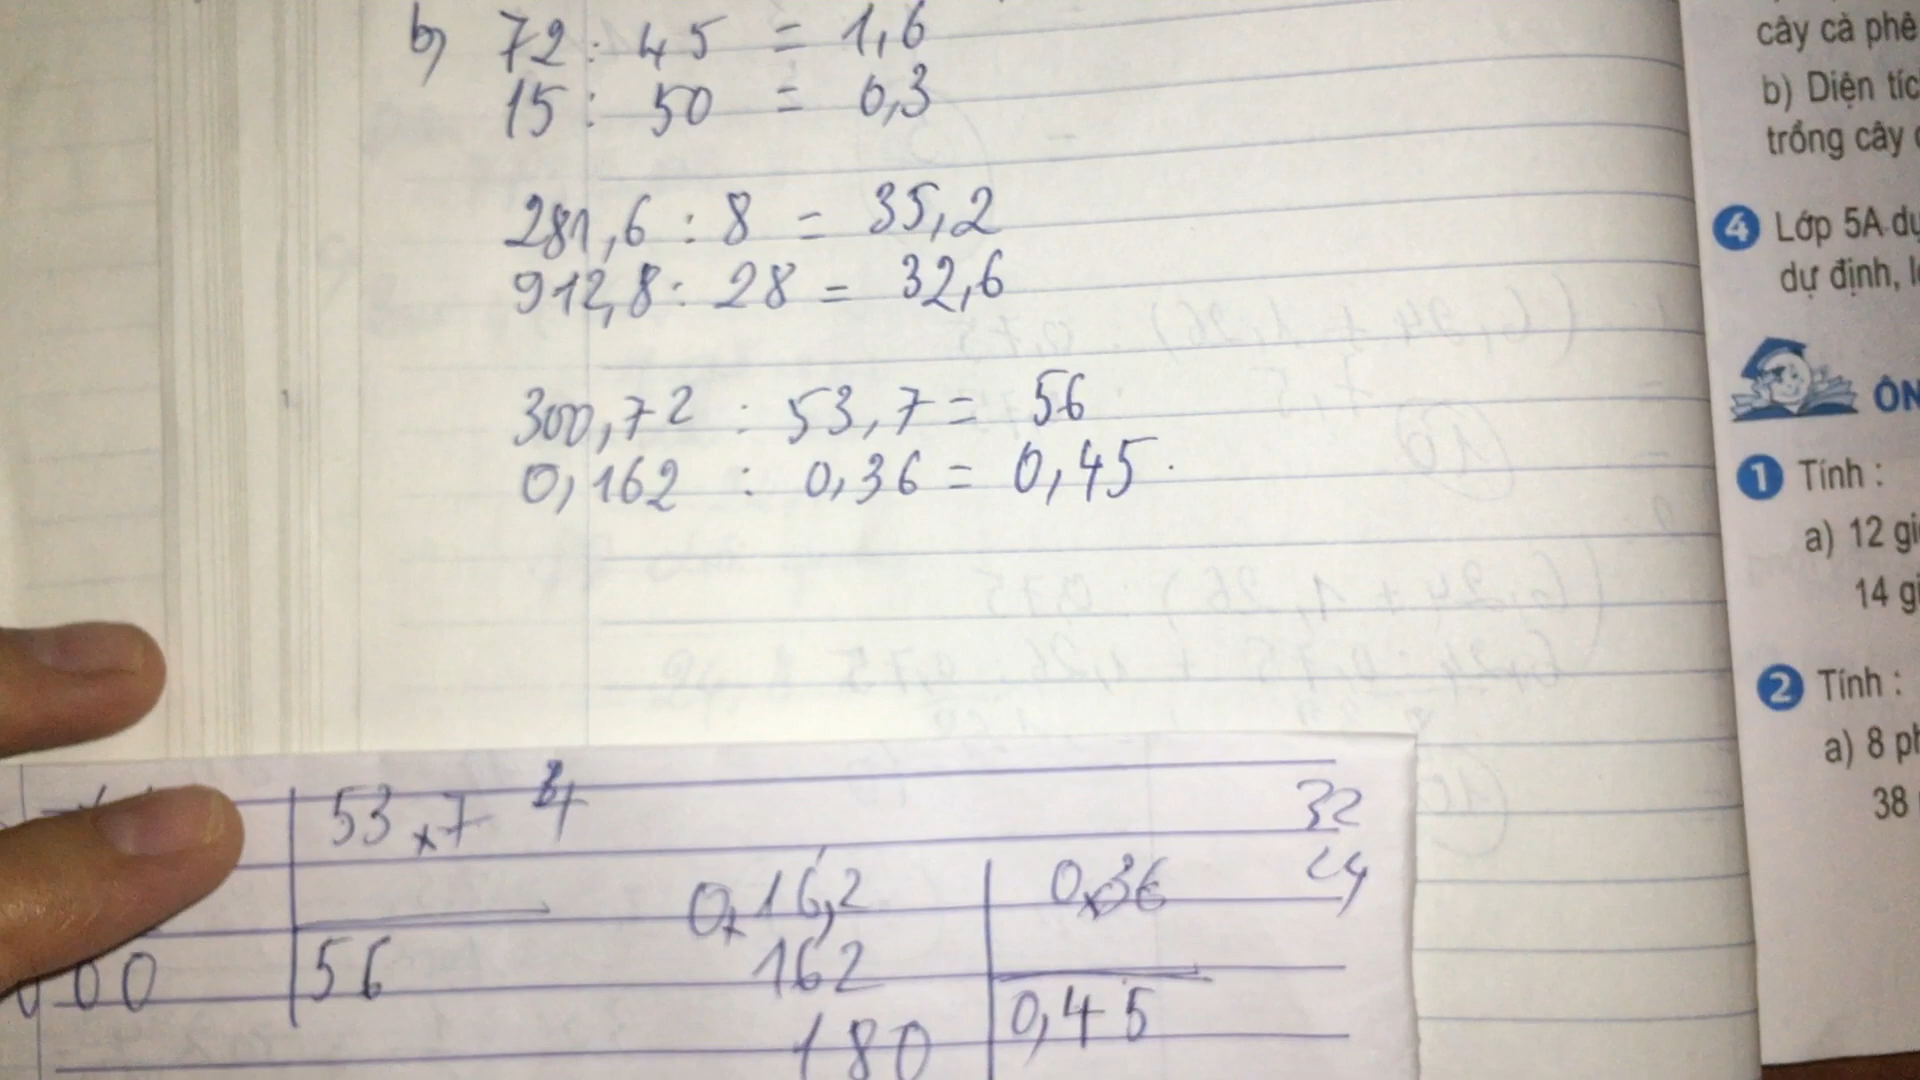 b) 72 : 45 = 1,6
15 : 50 = 0,3
281,6 : 8 = 35,2
912,8 : 28 = 32,6
300,72 : 53,7 = 56
0,162 : 0,36 = 0,45
53,7
56
00
0,16,2
0,36
162
0,45
180
32
cây cà phê
b) Diện tíc
trồng cây
4 Lớp 5A dự
dự định,
ÔN
1 Tính :
a) 12 gi
14 gi
2 Tính :
a) 8 ph
38